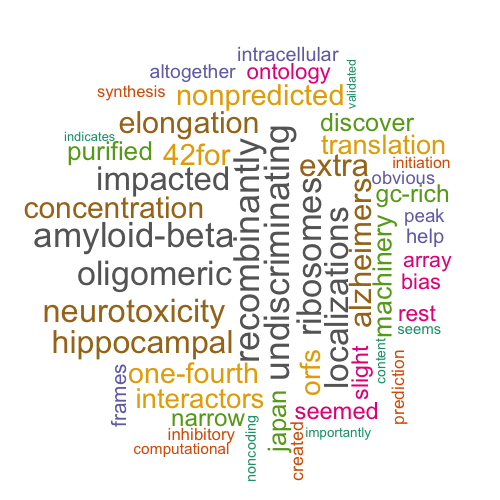 intracellular
altogether
ontology
validated
synthesis
nonpredicted
elongation
discover
indicates
purified
42for
translation
impacted
extra
initiation
obvious
gc-rich
concentration
recombinantly
undiscriminating
ribosomes
localizations
alzheimers
machinery
peak
amyloid-beta
help
oligomeric
array
bias
neurotoxicity
rest
seems
hippocampal
content
slight
one-fourth
orfs
prediction
frames
interactors
narrow
japan
seemed
inhibitory
importantly
computational
noncoding
created